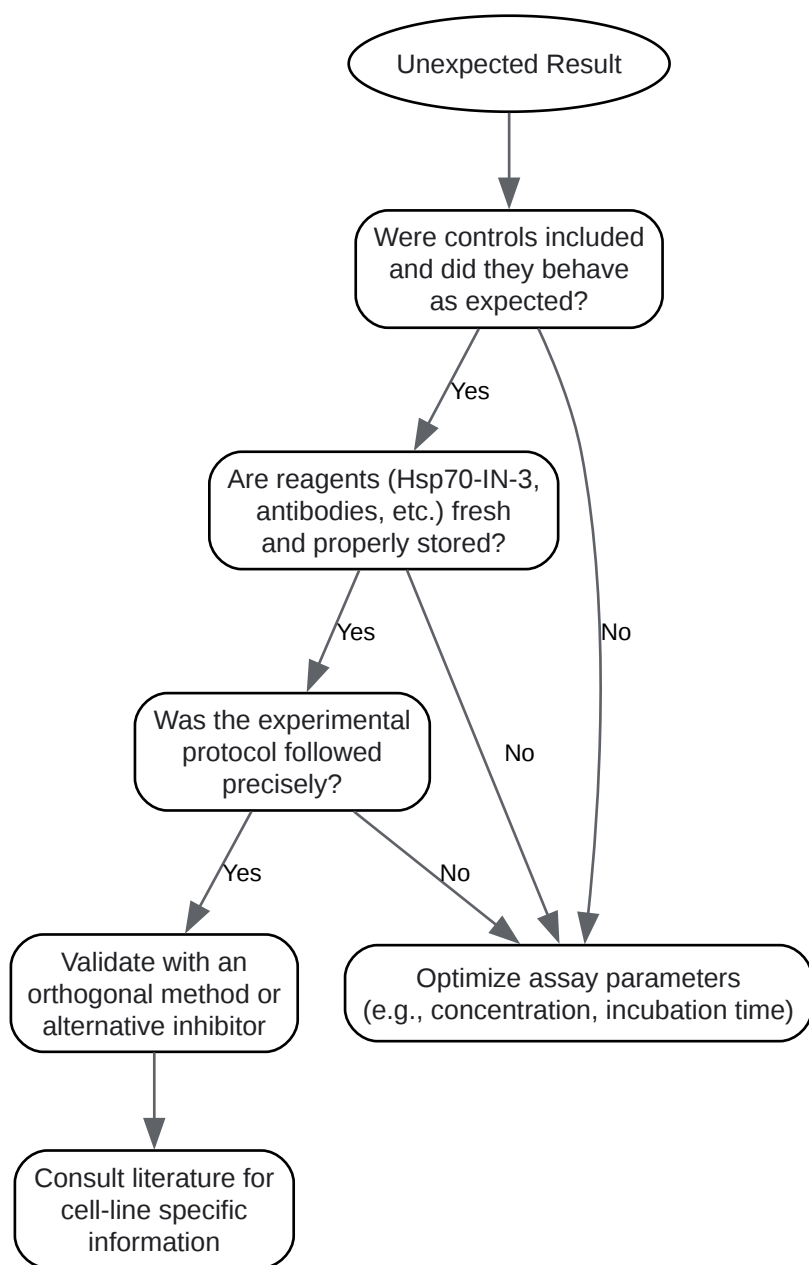 Unexpected Result
Were controls included
and did they behave
as expected?
Yes
Are reagents (Hsp70-IN-3,
antibodies, etc.) fresh
and properly stored?
Yes
No
Was the experimental
protocol followed
precisely?
No
Yes
No
Validate with an
orthogonal method or
alternative inhibitor
Optimize assay parameters
(e.g., concentration, incubation time)
Consult literature for
cell-line specific
information